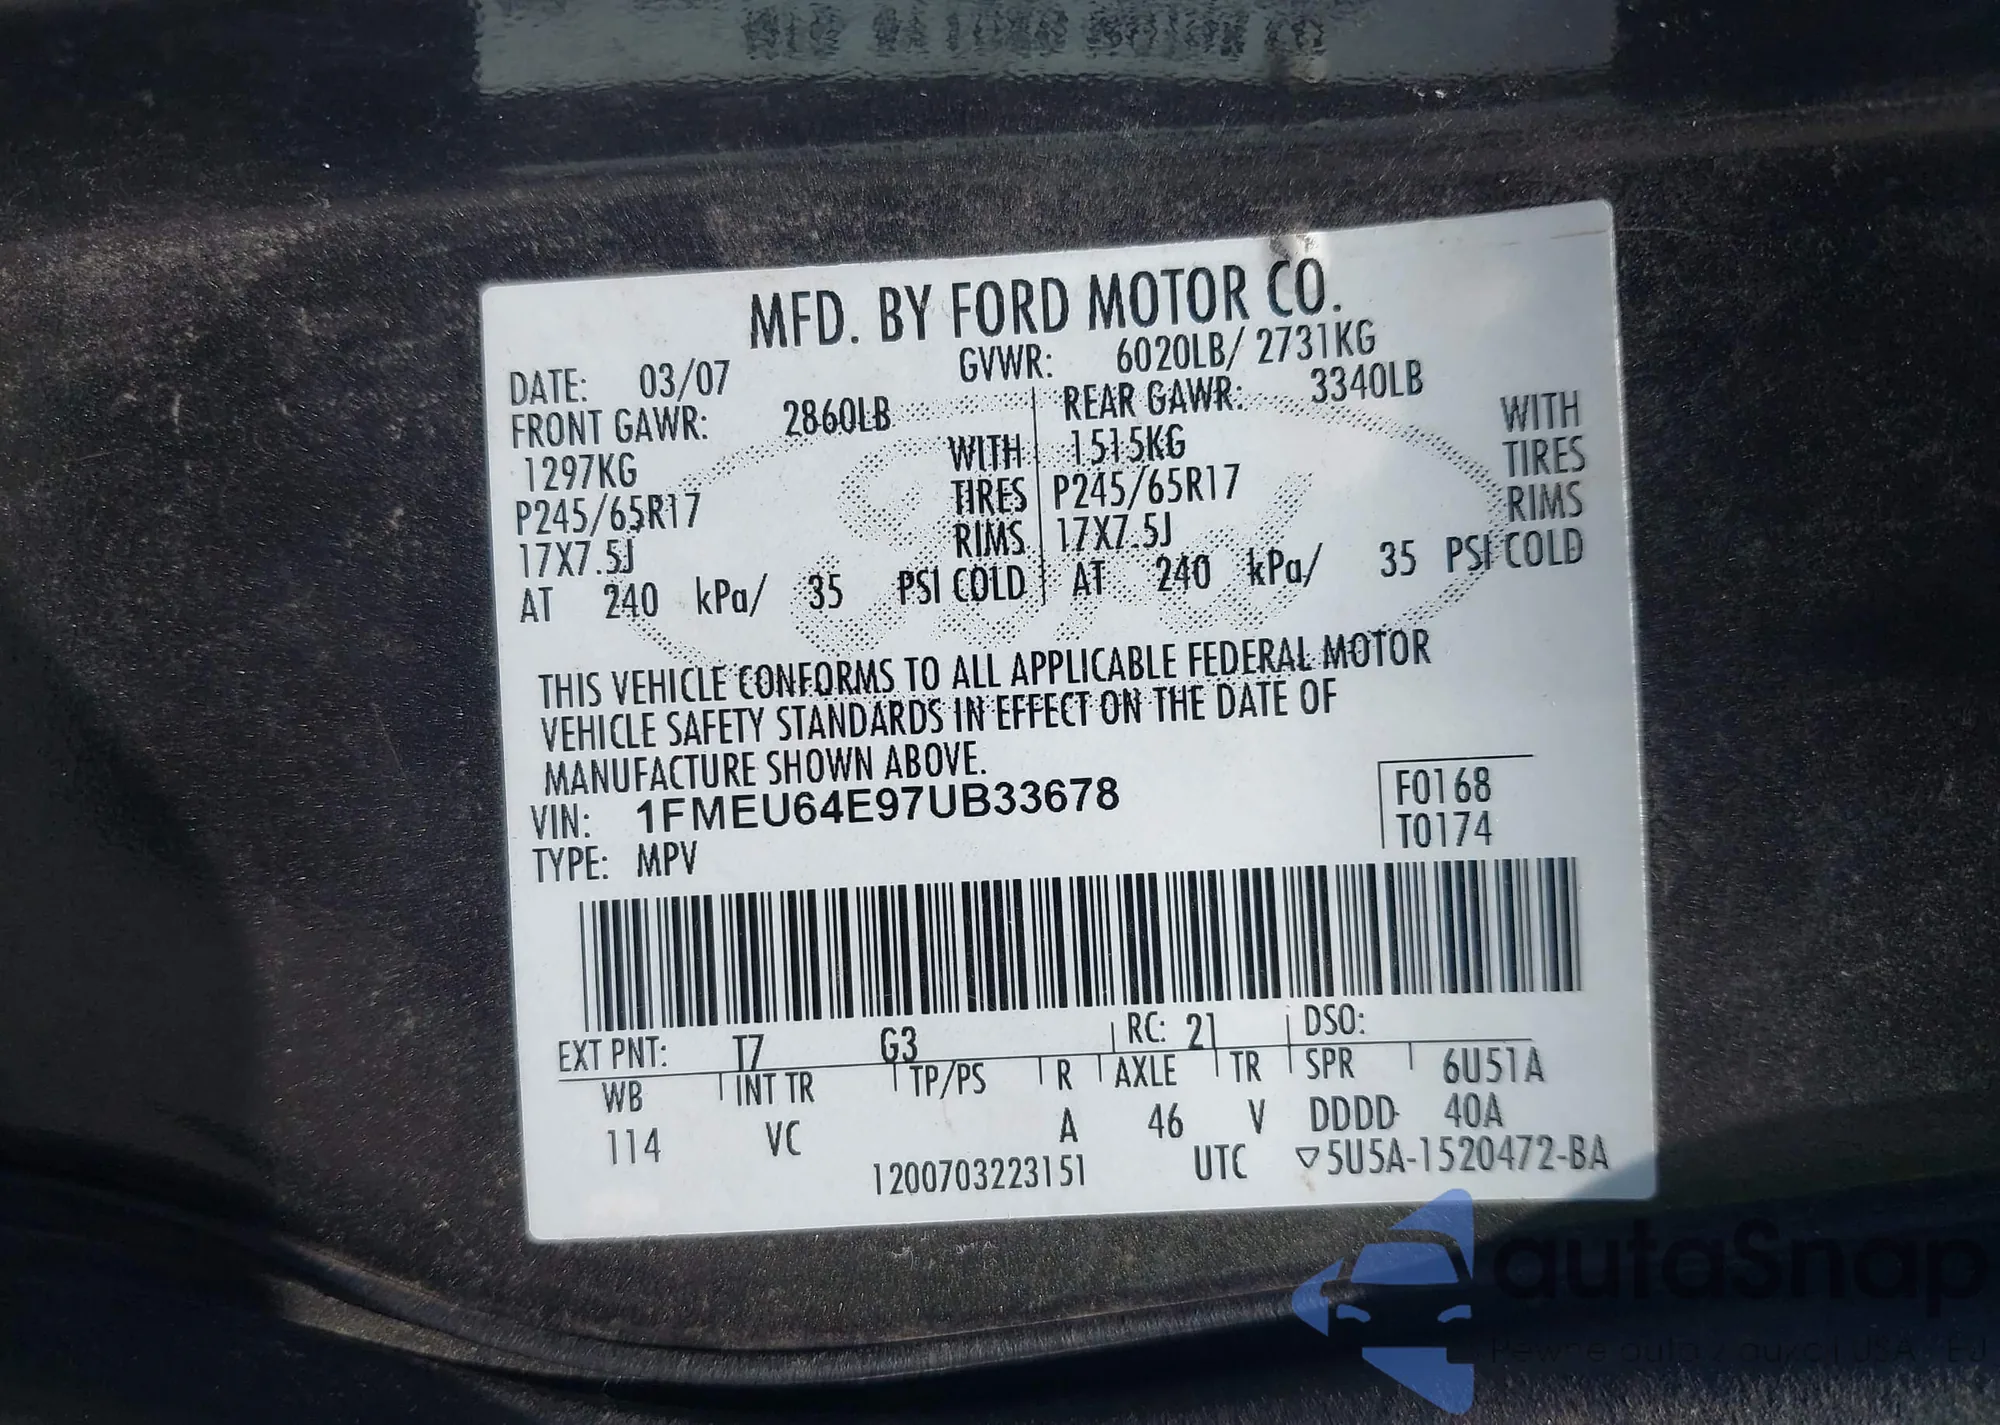 MFD. BY FORD MOTOR CO.
DATE: 03/07 GVWR: 6020LB/ 2731KG
FRONT GAWR: 2860LB REAR GAWR: 3340LB
1297KG WITH 1515KG WITH
P245/65R17 TIRES P245/65R17 TIRES
17X7.5J RIMS 17X7.5J RIMS
AT 240 kPa/ 35 PSI COLD AT 240 kPa/ 35 PSI COLD
THIS VEHICLE CONFORMS TO ALL APPLICABLE FEDERAL MOTOR
VEHICLE SAFETY STANDARDS IN EFFECT ON THE DATE OF
MANUFACTURE SHOWN ABOVE.
VIN: 1FMEU64E97UB33678 F0168
TYPE: MPV T0174
EXT PNT: T7 G3 RC: 21 DSO:
WB INT TR TP/PS R AXLE TR SPR 6U51A
114 VC A 46 V DDDD 40A
1200703223151 UTC ▽5U5A-1520472-BA
autoSnap